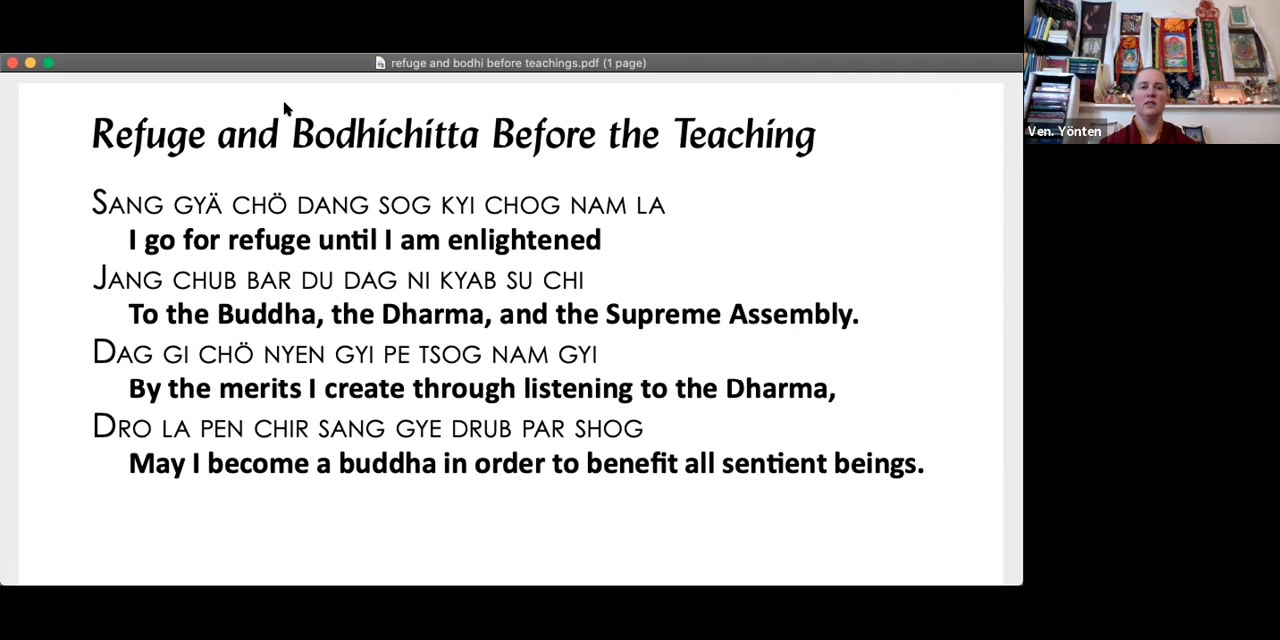 refuge and bodhi before teachings.pdf (1 page)
Refuge and Bodhichitta Before the Teaching
SANG GYÄ CHÖ DANG SOG KYI CHOG NAM LA
I go for refuge until I am enlightened
JANG CHUB BAR DU DAG NI KYAB SU CHI
To the Buddha, the Dharma, and the Supreme Assembly.
DAG GI CHÖ NYEN GYI PE TSOG NAM GYI
By the merits I create through listening to the Dharma,
DRO LA PEN CHIR SANG GYE DRUB PAR SHOG
May I become a buddha in order to benefit all sentient beings.
Ven. Yönten